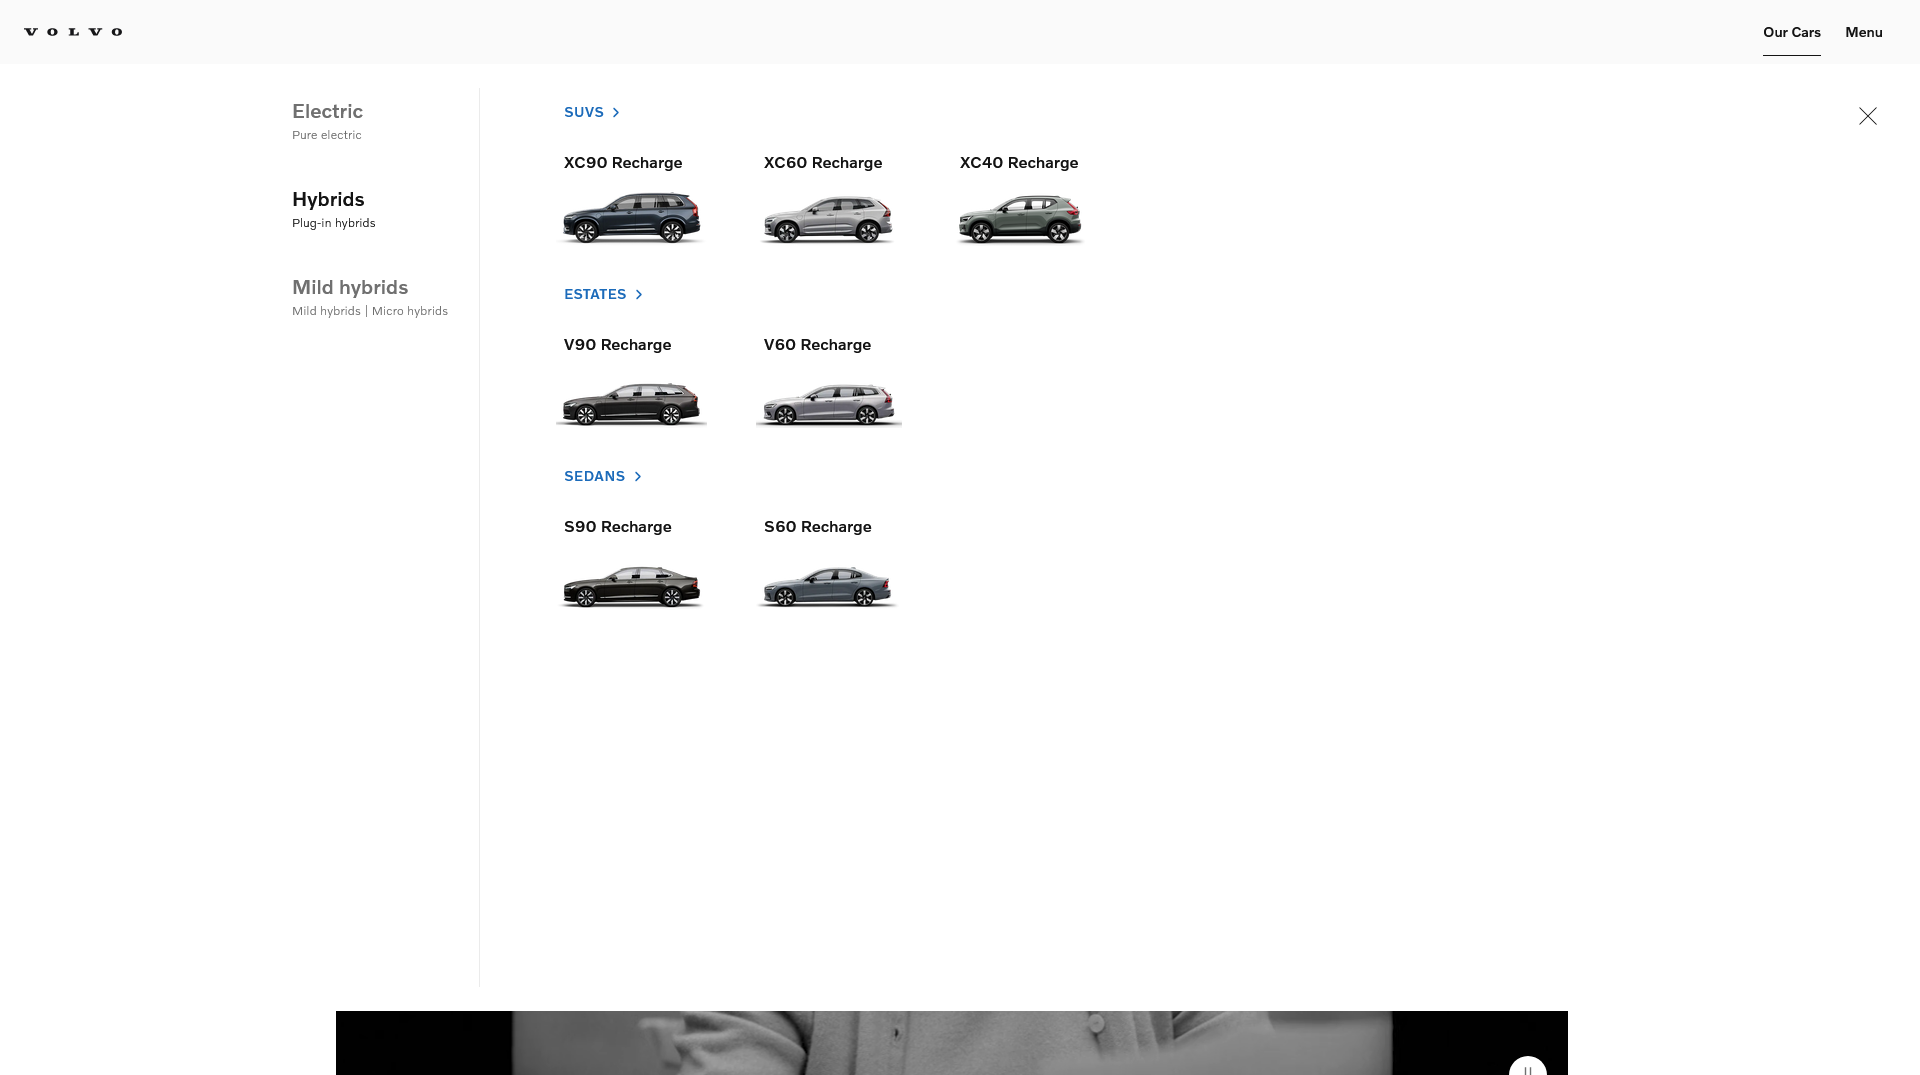 VOLVO
Our Cars
Menu
Electric
Pure electric
Hybrids
Plug-in hybrids
Mild hybrids
Mild hybrids | Micro hybrids
SUVS
XC90 Recharge
XC60 Recharge
XC40 Recharge
ESTATES
V90 Recharge
V60 Recharge
SEDANS
S90 Recharge
S60 Recharge